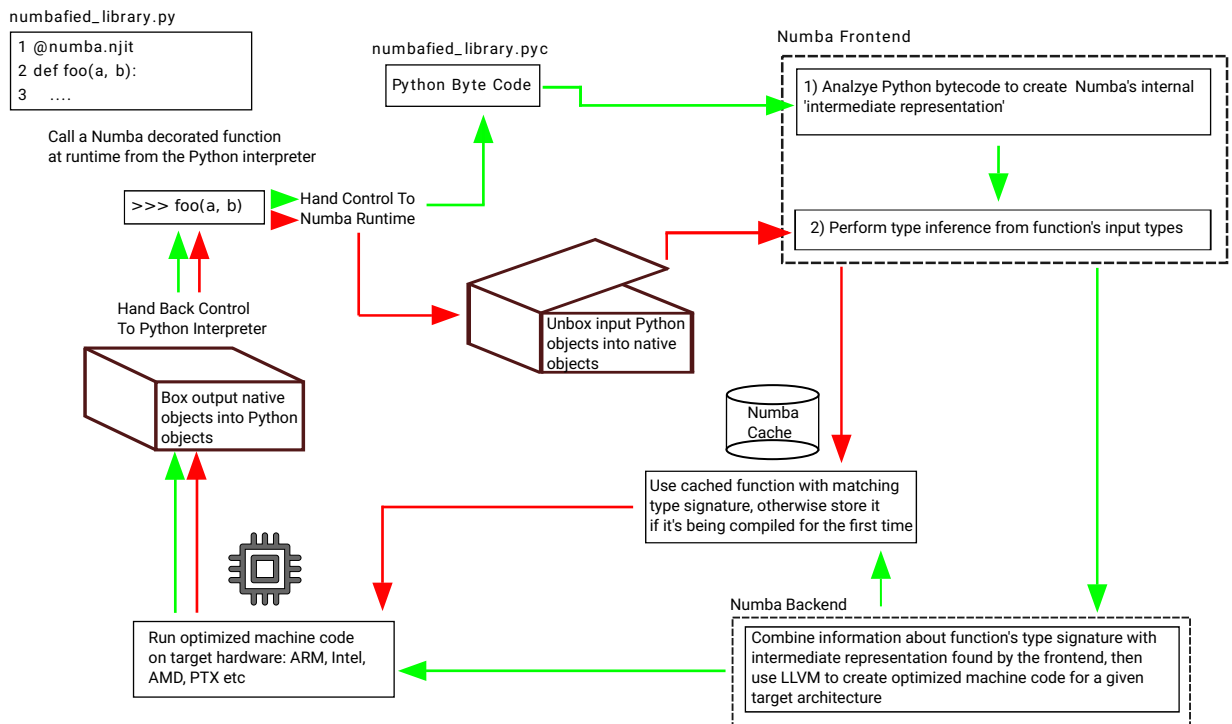 numbafied_library.py
1 @numba.njit
2 def foo(a, b):
3 ....
Call a Numba decorated function
at runtime from the Python interpreter
>>> foo(a, b)
Hand Control To
Numba Runtime
numbafied_library.pyc
Python Byte Code
Numba Frontend
1) Analzye Python bytecode to create Numba's internal
'intermediate representation'
2) Perform type inference from function's input types
Unbox input Python
objects into native
objects
Hand Back Control
To Python Interpreter
Box output native
objects into Python
objects
Numba
Cache
Use cached function with matching
type signature, otherwise store it
if it's being compiled for the first time
Run optimized machine code
on target hardware: ARM, Intel,
AMD, PTX etc
Numba Backend
Combine information about function's type signature with
intermediate representation found by the frontend, then
use LLVM to create optimized machine code for a given
target architecture